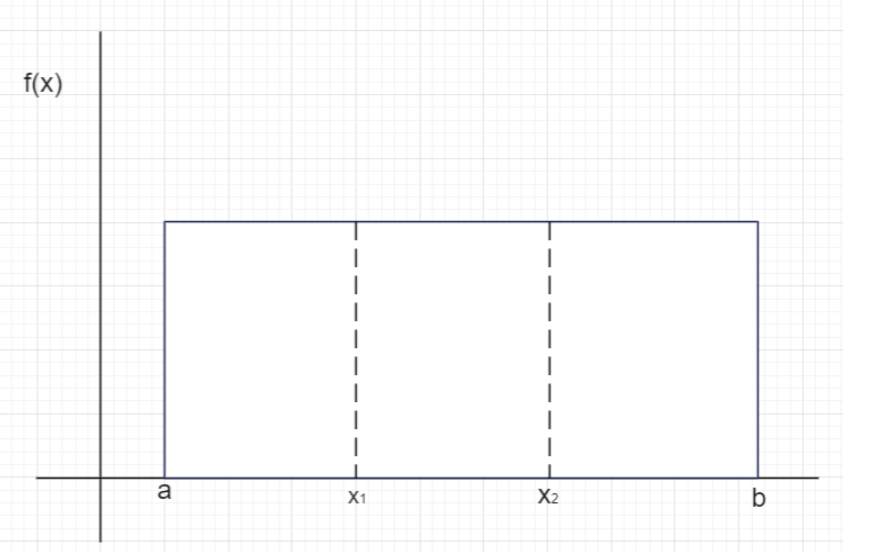 f(x)
a
x₁
x₂
b